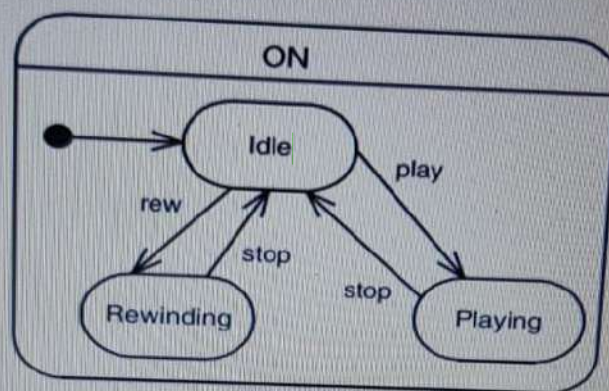 ON
Idle
play
rew
stop
stop
Rewinding
Playing